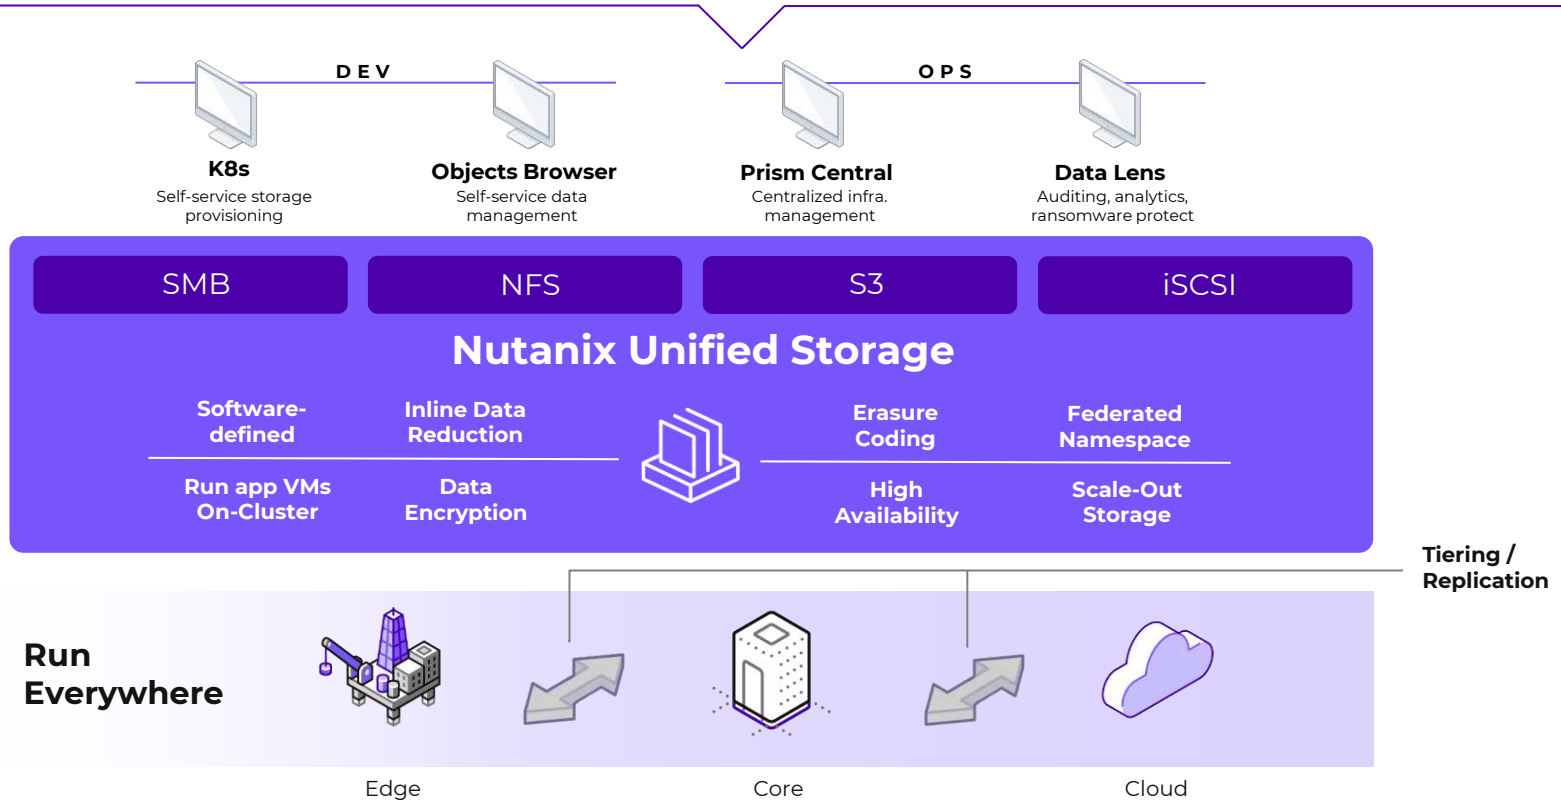 DEV
OPS
K8s
Self-service storage
provisioning
Objects Browser
Self-service data
management
Prism Central
Centralized infra.
management
Data Lens
Auditing, analytics,
ransomware protect
SMB
NFS
S3
iSCSI
Nutanix Unified Storage
Software-
defined
Inline Data
Reduction
Erasure
Coding
Federated
Namespace
Run app VMs
On-Cluster
Data
Encryption
High
Availability
Scale-Out
Storage
Tiering /
Replication
Run
Everywhere
Edge
Core
Cloud